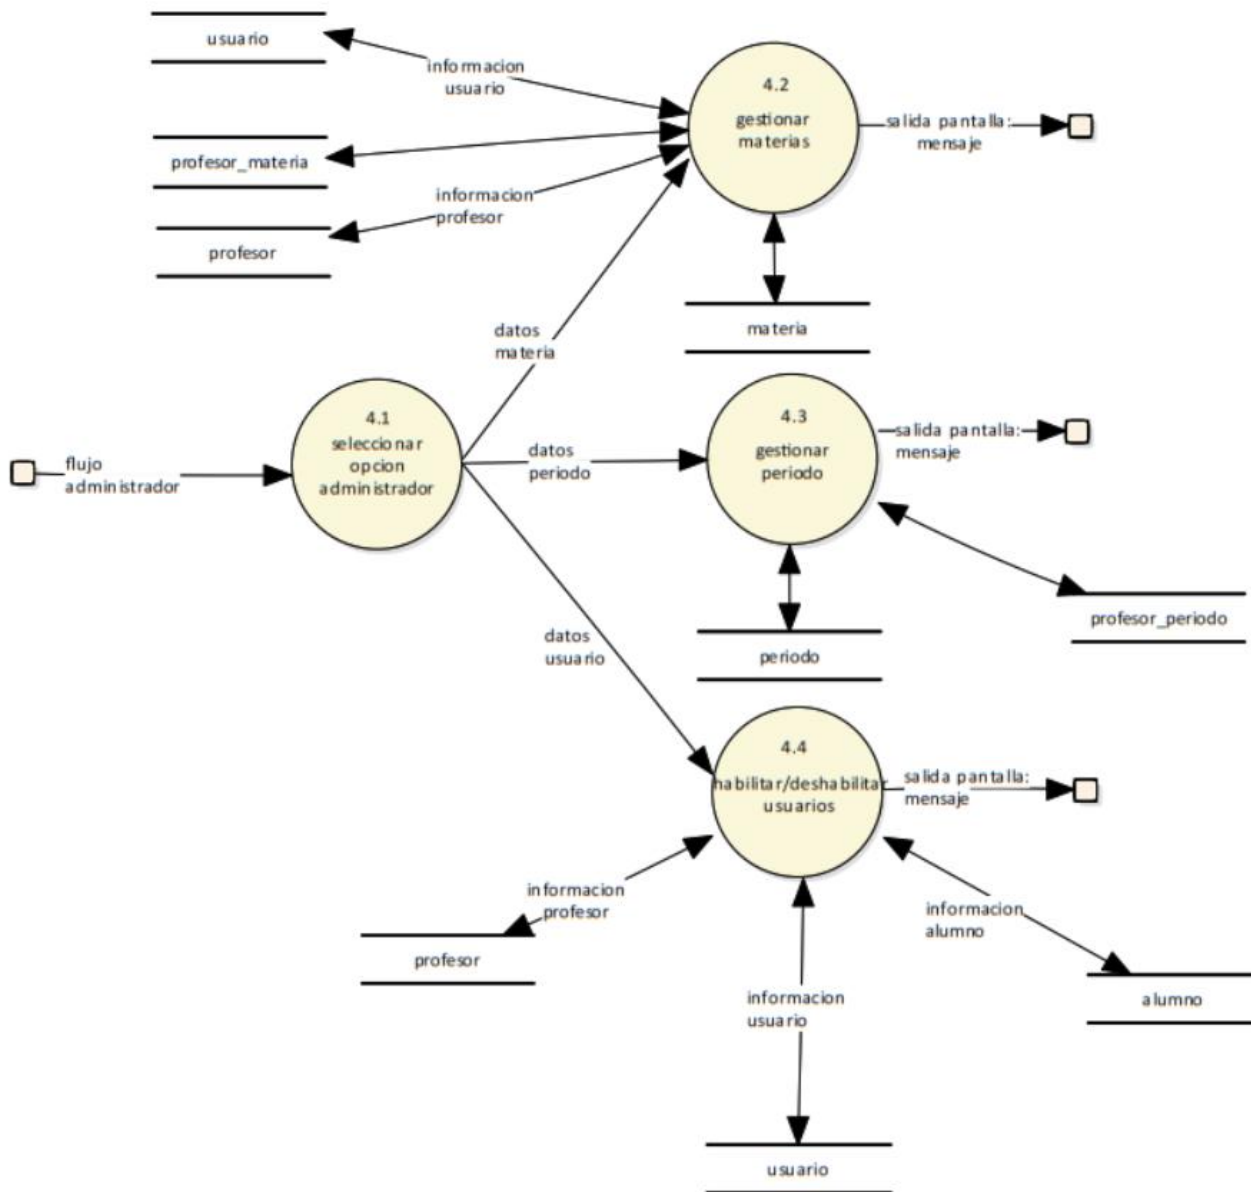 usuario
informacion
usuario
profesor_materia
informacion
profesor
profesor
4.2
gestionar
materias
salida pantalla:
mensaje
materia
datos
materia
4.1
seleccionar
opcion
administrador
flujo
administrador
datos
periodo
4.3
gestionar
periodo
salida pantalla:
mensaje
profesor_periodo
periodo
datos
usuario
4.4
habilitar/deshabilitar
usuarios
salida pantalla:
mensaje
informacion
profesor
profesor
informacion
alumno
alumno
informacion
usuario
usuario